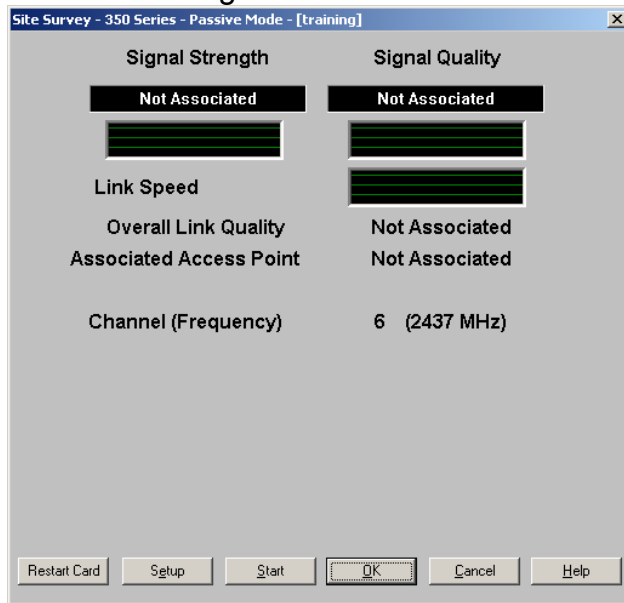 Site Survey - 350 Series - Passive Mode - [training]
Signal Strength Signal Quality
Not Associated Not Associated
Link Speed
Overall Link Quality Not Associated
Associated Access Point Not Associated
Channel (Frequency) 6 (2437 MHz)
Restart Card Setup Start OK Cancel Help